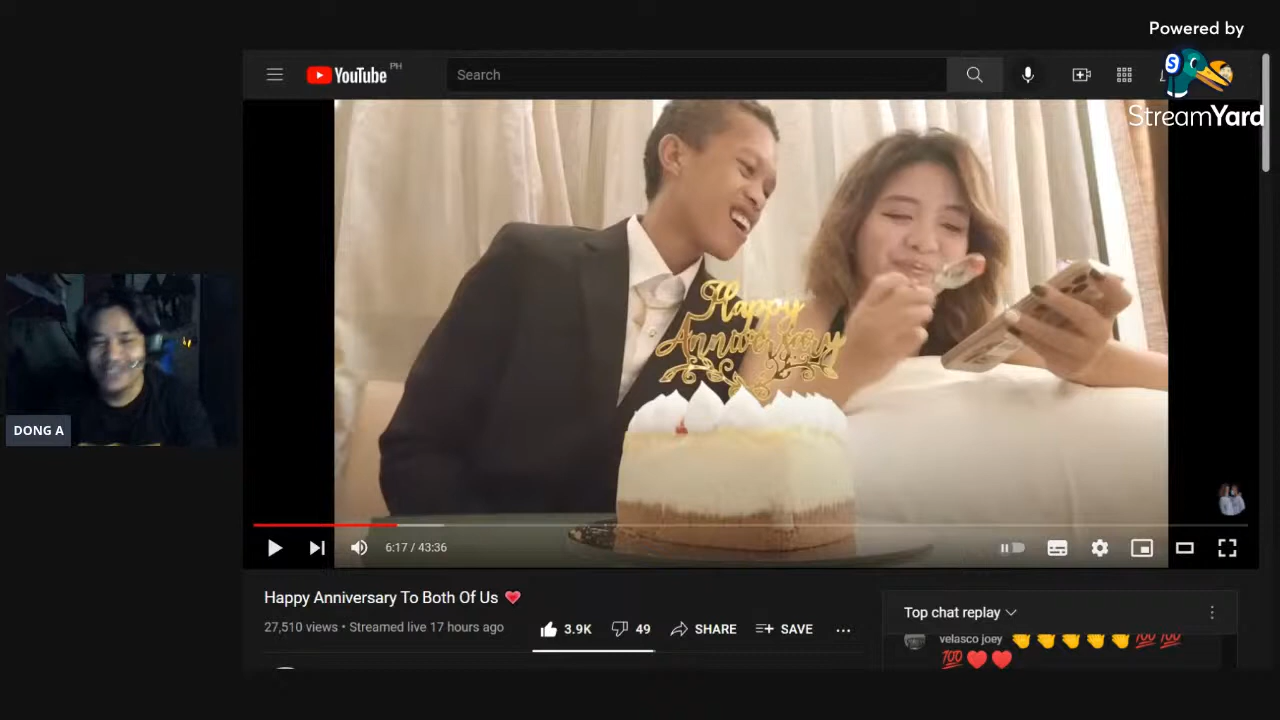 Powered by
StreamYard
YouTube PH
Search
Happy
Anniversary
6:17 / 43:36
DONG A
Happy Anniversary To Both Of Us ❤
27,510 views • Streamed live 17 hours ago
3.9K
49
SHARE
SAVE
Top chat replay
velasco joey 👏👏👏👏👏💯💯
💯❤❤